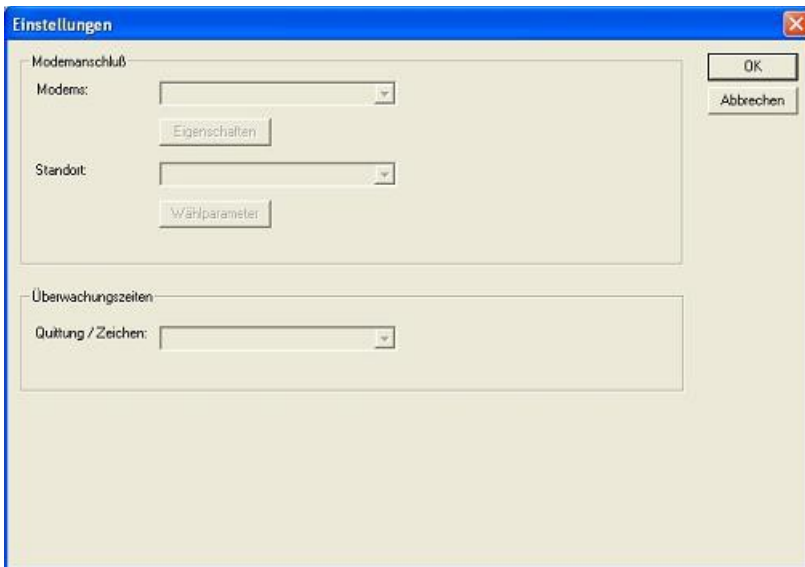 Einstellungen
Modemanschluß
Modems:
Eigenschaften
Standort:
Wählparameter
Überwachungszeiten
Quittung / Zeichen:
OK
Abbrechen